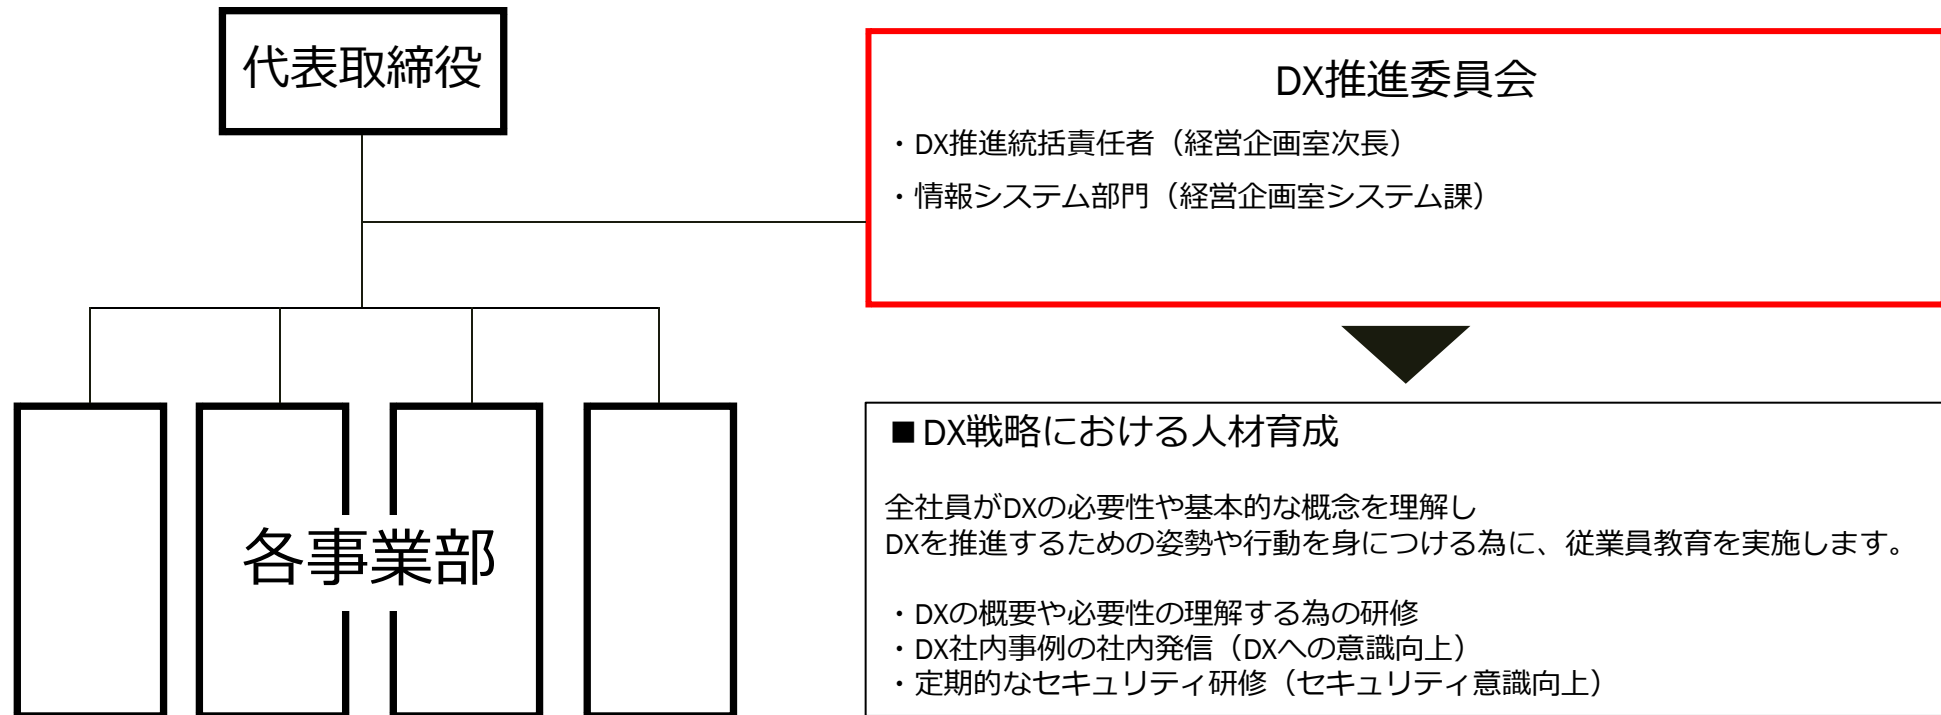 代表取締役
DX推進委員会
・DX推進統括責任者（経営企画室次長）
・情報システム部門（経営企画室システム課）
各事業部
■DX戦略における人材育成
全社員がDXの必要性や基本的な概念を理解し
DXを推進するための姿勢や行動を身につける為に、従業員教育を実施します。
・DXの概要や必要性の理解する為の研修
・DX社内事例の社内発信（DXへの意識向上）
・定期的なセキュリティ研修（セキュリティ意識向上）